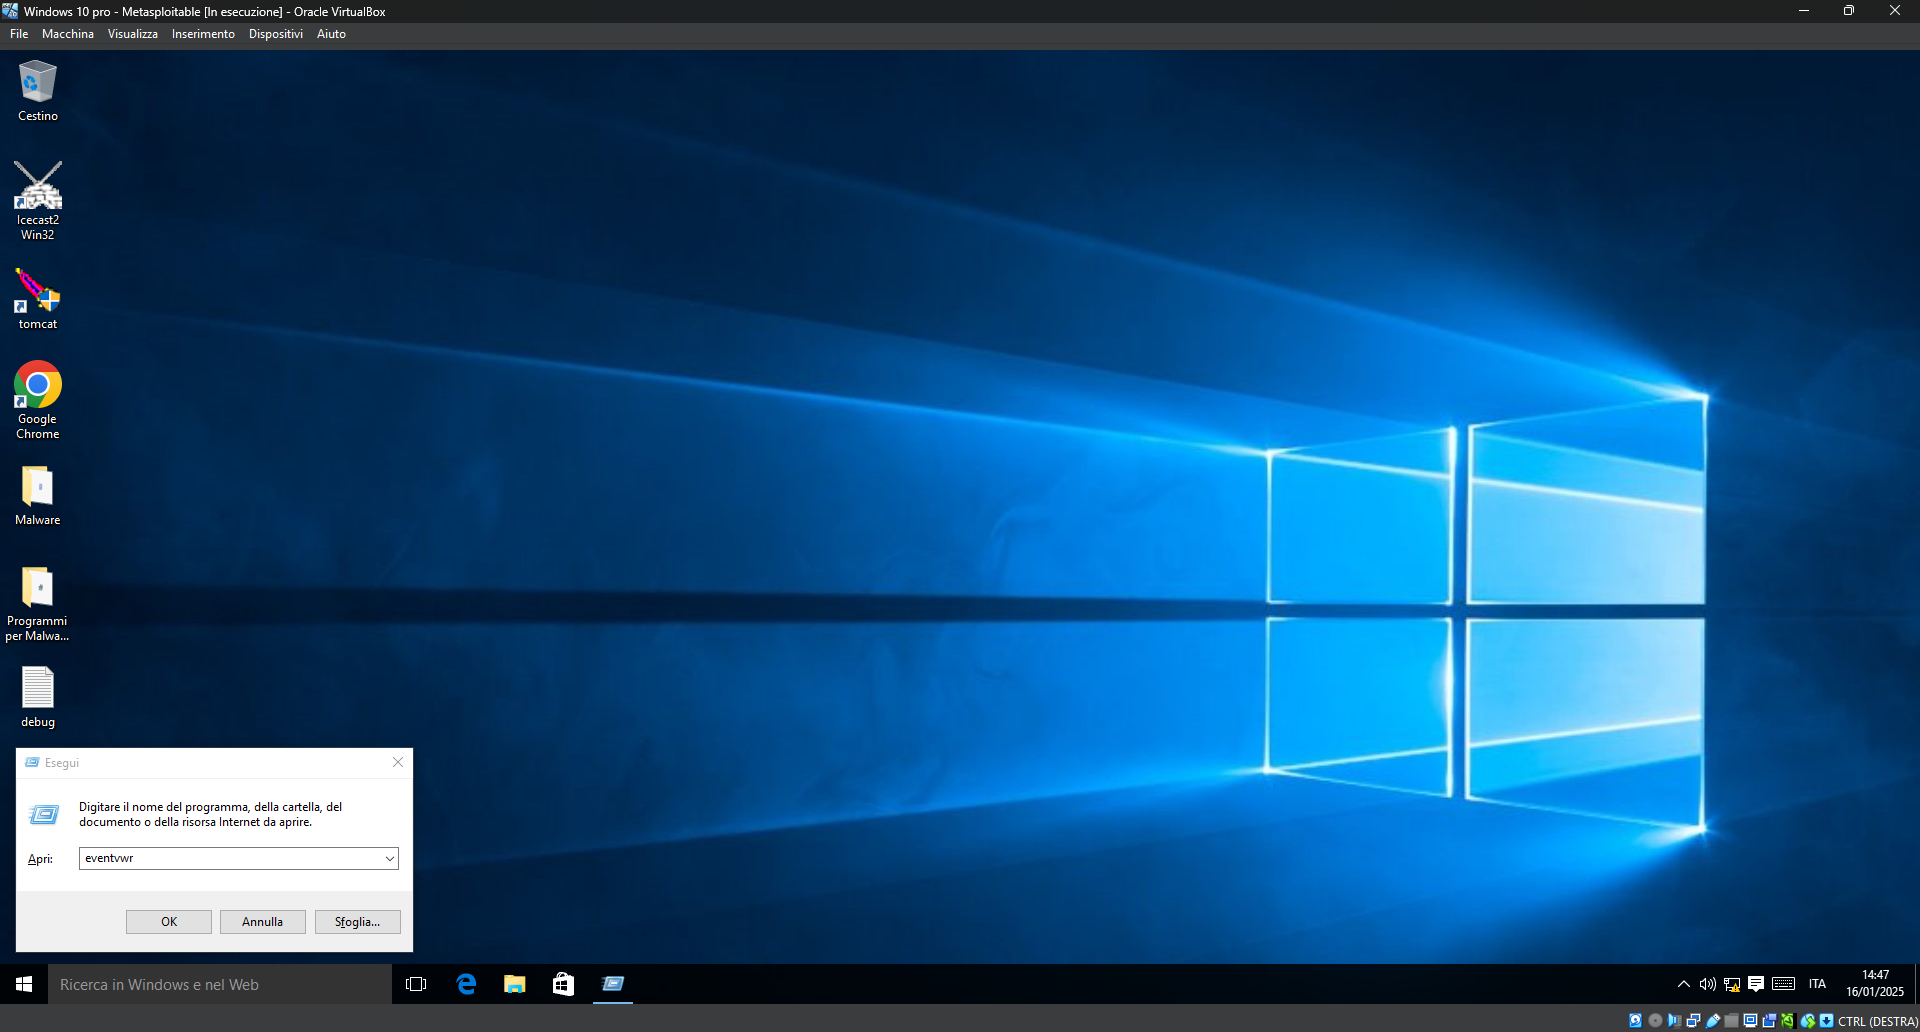 Windows 10 pro - Metasploitable [In esecuzione] - Oracle VirtualBox
File Macchina Visualizza Inserimento Dispositivi Aiuto
Cestino
Icecast2
Win32
tomcat
Google
Chrome
Malware
Programmi
per Malwa...
debug
Esegui
Digitare il nome del programma, della cartella, del
documento o della risorsa Internet da aprire.
Apri: eventvwr
OK Annulla Sfoglia...
Ricerca in Windows e nel Web
ITA
14:47
16/01/2025
CTRL (DESTRA)